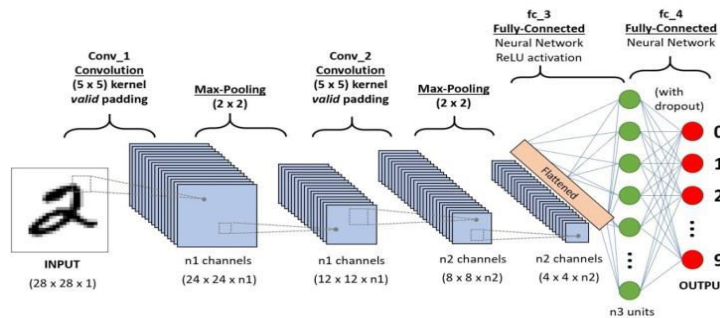 fc_3
Fully-Connected
Neural Network
ReLU activation
fc_4
Fully-Connected
Neural Network
Conv_1
Convolution
(5 x 5) kernel
valid padding
Max-Pooling
(2 x 2)
Conv_2
Convolution
(5 x 5) kernel
valid padding
Max-Pooling
(2 x 2)
(with
dropout)
0
1
2
9
Flattened
2
INPUT
(28 x 28 x 1)
n1 channels
(24 x 24 x n1)
n1 channels
(12 x 12 x n1)
n2 channels
(8 x 8 x n2)
n2 channels
(4 x 4 x n2)
OUTPUT
n3 units